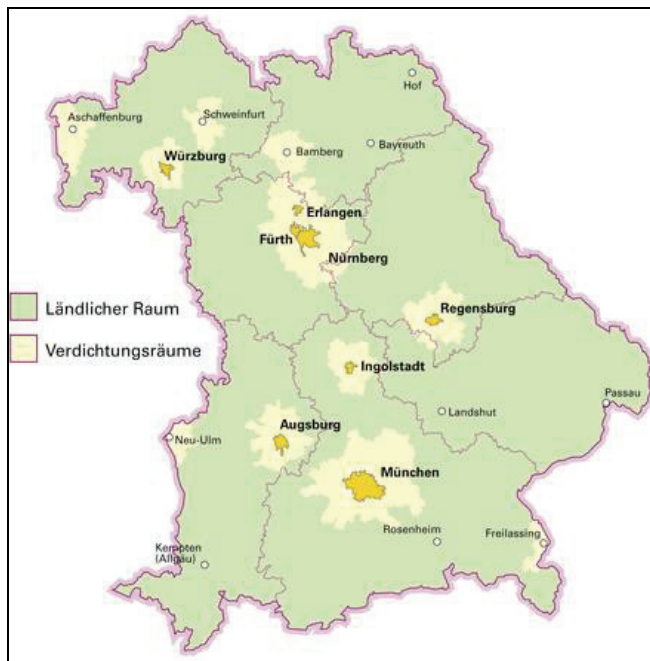 Hof
Aschaffenburg
Schweinfurt
Bayreuth
Würzburg
Bamberg
Erlangen
Fürth
Nürnberg
Ländlicher Raum
Regensburg
Verdichtungsräume
Ingolstadt
Passau
Landshut
Augsburg
Neu-Ulm
München
Rosenheim
Freilassing
Kempten
(Allgäu)